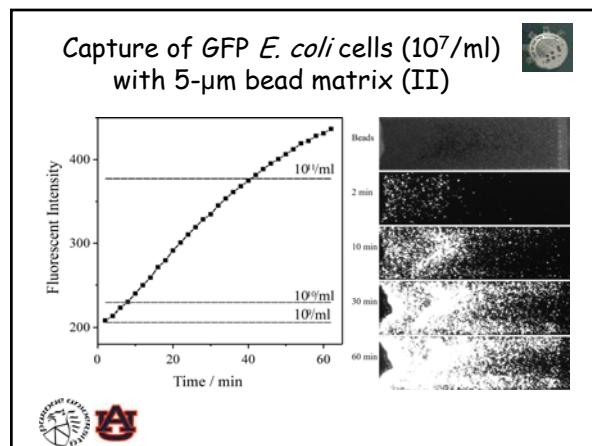 Capture of GFP E. coli cells (10⁷/ml)
with 5-µm bead matrix (II)
Fluorescent Intensity
400
300
200
10¹¹/ml
10¹⁰/ml
10⁹/ml
0
20
40
60
Time / min
Beads
2 min
10 min
30 min
60 min
AU